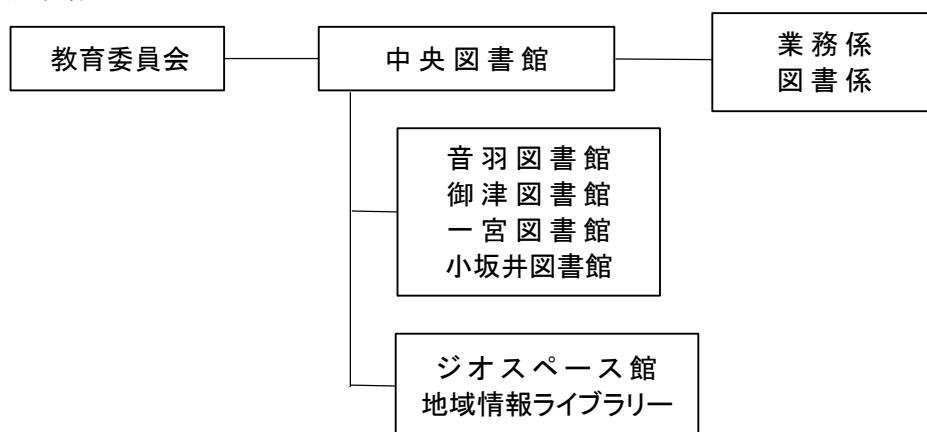 教育委員会
中央図書館
業務係
図書係
音羽図書館
御津図書館
一宮図書館
小坂井図書館
ジオスペース館
地域情報ライブラリー